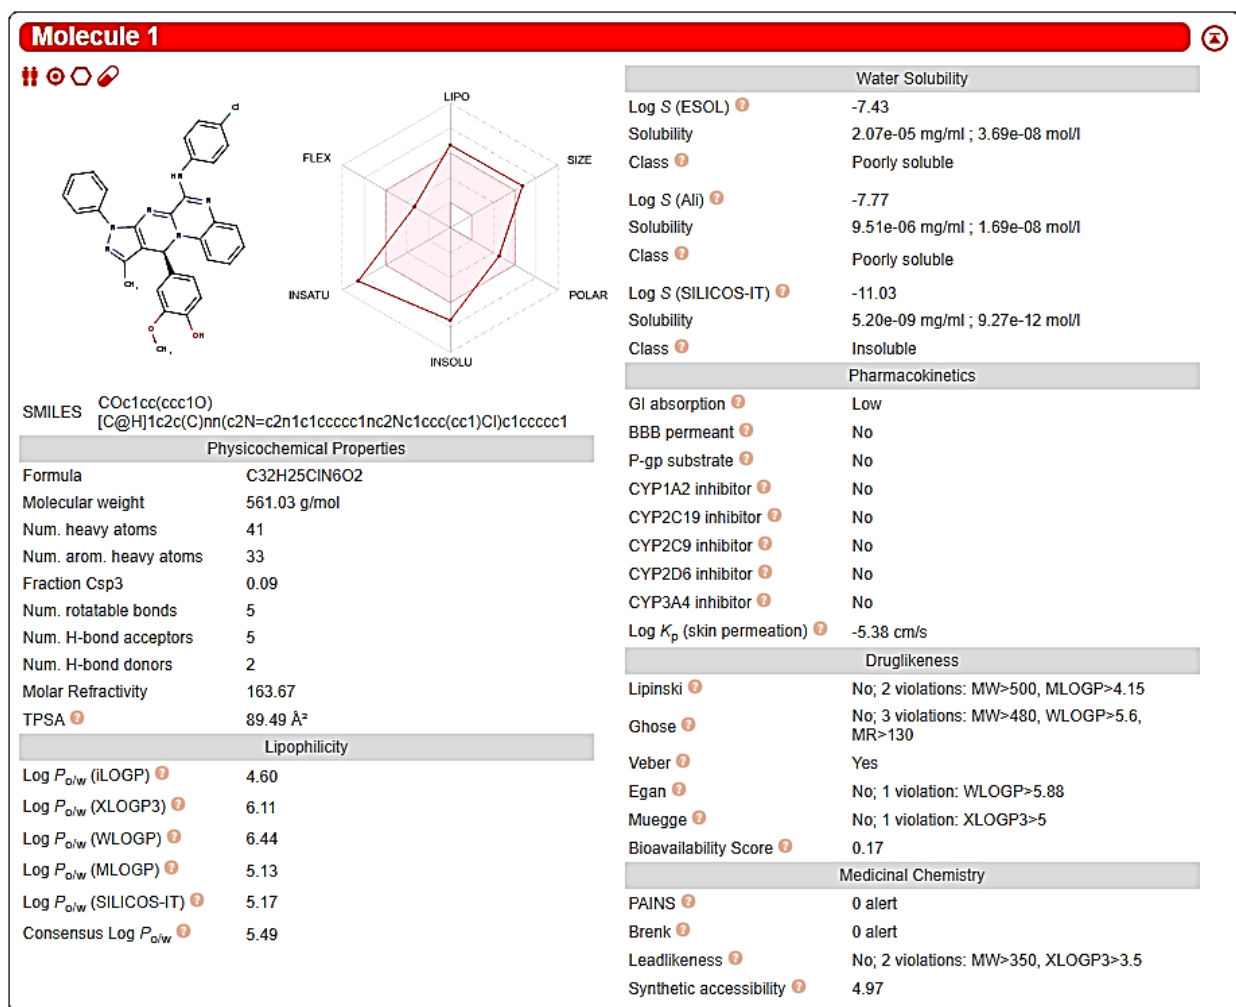 Molecule 1
Cl
HN
N
N
N
N
N
N
CH3
O
OH
CH3
LIPO
FLEX
SIZE
INSATU
POLAR
INSOLU
SMILES COc1cc(ccc1O)
[C@H]1c2c(C)nn(c2N=c2n1c1ccccc1nc2Nc1ccc(cc1)Cl)c1ccccc1
Physicochemical Properties
Formula C32H25ClN6O2
Molecular weight 561.03 g/mol
Num. heavy atoms 41
Num. arom. heavy atoms 33
Fraction Csp3 0.09
Num. rotatable bonds 5
Num. H-bond acceptors 5
Num. H-bond donors 2
Molar Refractivity 163.67
TPSA ? 89.49 Å²
Lipophilicity
Log Po/w (iLOGP) ? 4.60
Log Po/w (XLOGP3) ? 6.11
Log Po/w (WLOGP) ? 6.44
Log Po/w (MLOGP) ? 5.13
Log Po/w (SILICOS-IT) ? 5.17
Consensus Log Po/w ? 5.49
Water Solubility
Log S (ESOL) ? -7.43
Solubility 2.07e-05 mg/ml ; 3.69e-08 mol/l
Class ? Poorly soluble
Log S (Ali) ? -7.77
Solubility 9.51e-06 mg/ml ; 1.69e-08 mol/l
Class ? Poorly soluble
Log S (SILICOS-IT) ? -11.03
Solubility 5.20e-09 mg/ml ; 9.27e-12 mol/l
Class ? Insoluble
Pharmacokinetics
GI absorption ? Low
BBB permeant ? No
P-gp substrate ? No
CYP1A2 inhibitor ? No
CYP2C19 inhibitor ? No
CYP2C9 inhibitor ? No
CYP2D6 inhibitor ? No
CYP3A4 inhibitor ? No
Log Kp (skin permeation) ? -5.38 cm/s
Druglikeness
Lipinski ? No; 2 violations: MW>500, MLOGP>4.15
Ghose ? No; 3 violations: MW>480, WLOGP>5.6,
MR>130
Veber ? Yes
Egan ? No; 1 violation: WLOGP>5.88
Muegge ? No; 1 violation: XLOGP3>5
Bioavailability Score ? 0.17
Medicinal Chemistry
PAINS ? 0 alert
Brenk ? 0 alert
Leadlikeness ? No; 2 violations: MW>350, XLOGP3>3.5
Synthetic accessibility ? 4.97